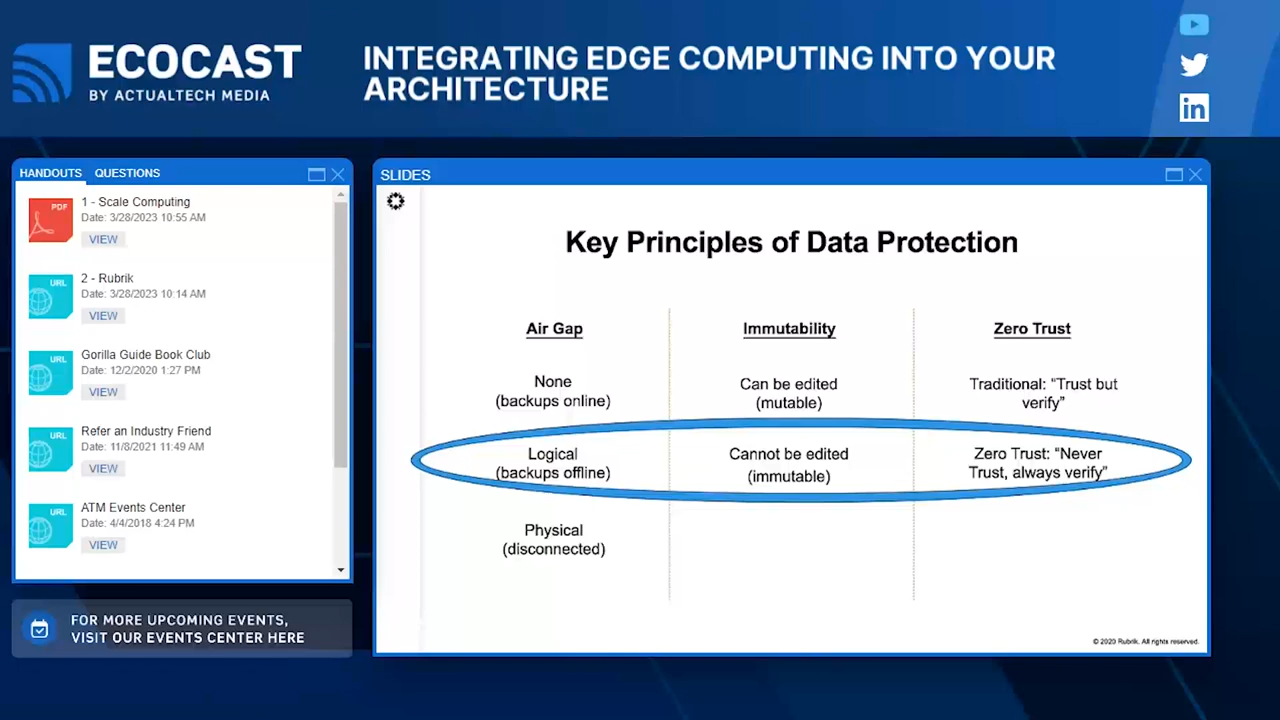 ECOCAST
BY ACTUALTECH MEDIA
INTEGRATING EDGE COMPUTING INTO YOUR
ARCHITECTURE
in
HANDOUTS QUESTIONS
PDF
1 - Scale Computing
Date: 3/28/2023 10:55 AM
VIEW
URL
2 - Rubrik
Date: 3/28/2023 10:14 AM
VIEW
URL
Gorilla Guide Book Club
Date: 12/2/2020 1:27 PM
VIEW
URL
Refer an Industry Friend
Date: 11/8/2021 11:49 AM
VIEW
URL
ATM Events Center
Date: 4/4/2018 4:24 PM
VIEW
FOR MORE UPCOMING EVENTS,
VISIT OUR EVENTS CENTER HERE
SLIDES
Key Principles of Data Protection
Air Gap
None
(backups online)
Logical
(backups offline)
Physical
(disconnected)
Immutability
Can be edited
(mutable)
Cannot be edited
(immutable)
Zero Trust
Traditional: “Trust but
verify”
Zero Trust: “Never
Trust, always verify”
© 2020 Rubrik. All rights reserved.